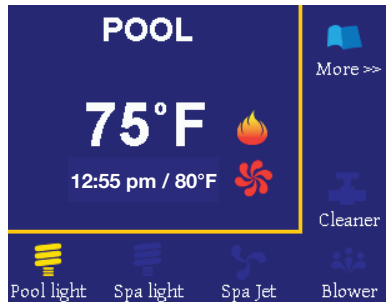 POOL
More >>
75°F
12:55 pm / 80°F
Cleaner
Pool light
Spa light
Spa Jet
Blower